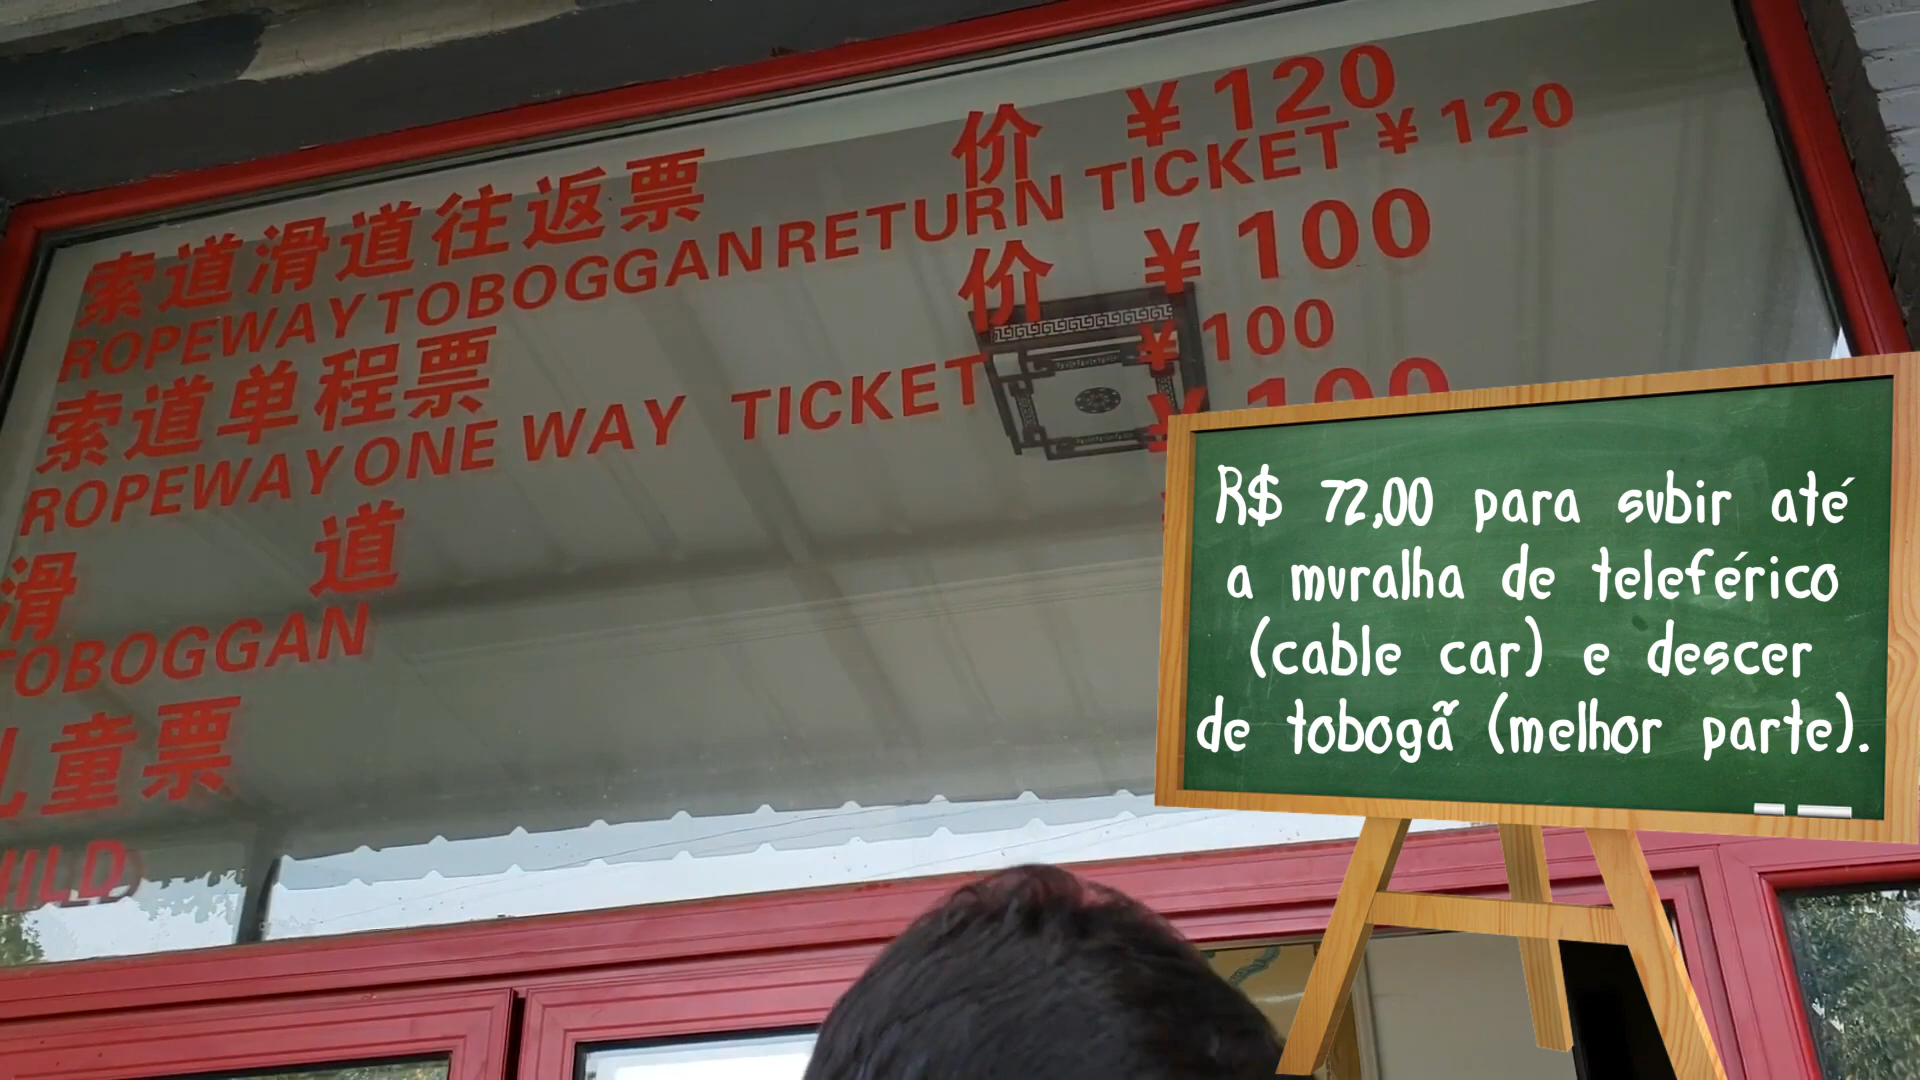 索道滑道往返票 价 ¥120
ROPEWAY TOBOGGAN RETURN TICKET ¥120
索道单程票 价 ¥100
ROPEWAY ONE WAY TICKET ¥100
滑道 ¥100
TOBOGGAN
童票
R$ 72,00 para subir até
a muralha de teleférico
(cable car) e descer
de tobogã (melhor parte).